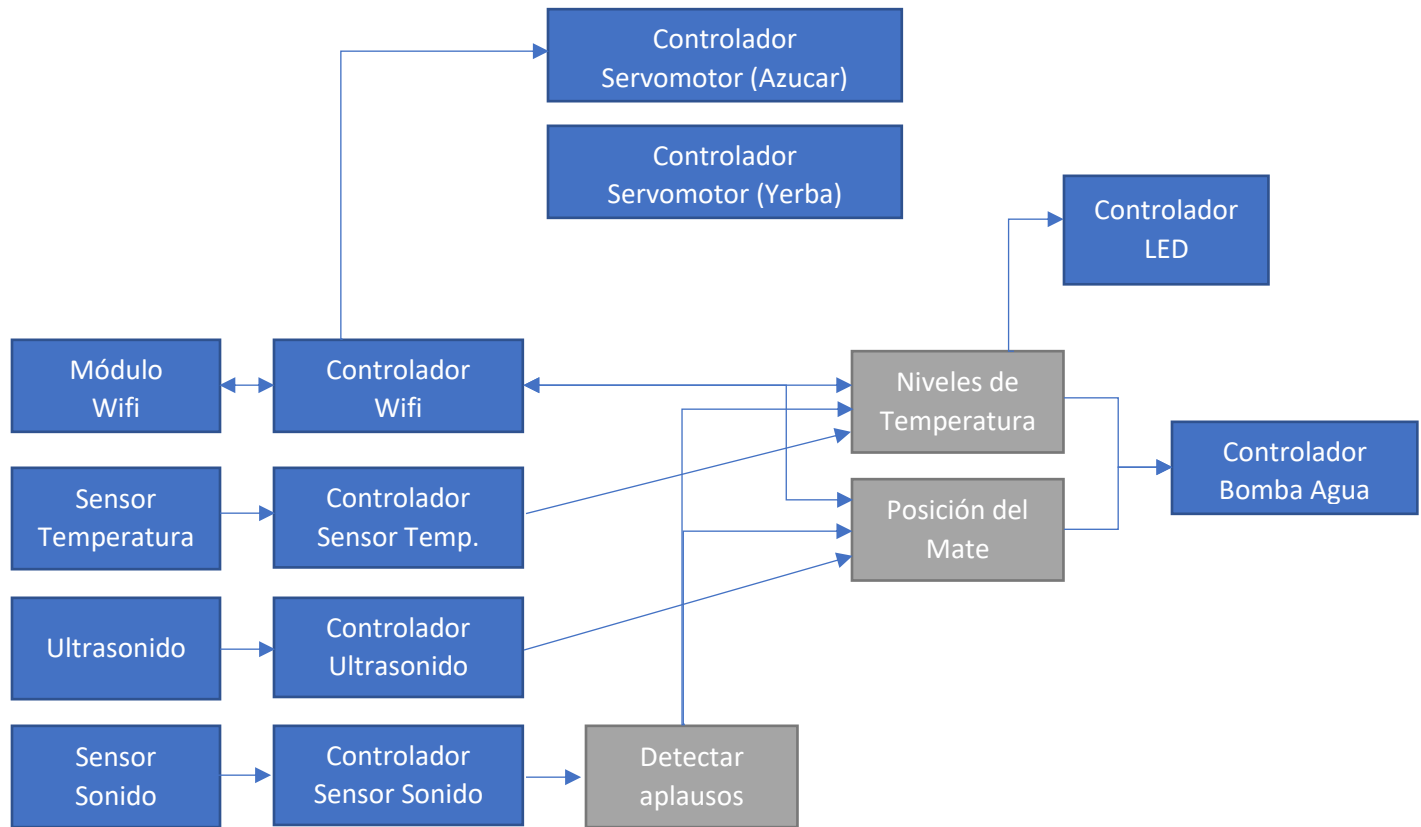 Controlador
Servomotor (Azucar)
Controlador
Servomotor (Yerba)
Controlador
LED
Módulo
Wifi
Controlador
Wifi
Niveles de
Temperatura
Controlador
Bomba Agua
Sensor
Temperatura
Controlador
Sensor Temp.
Posición del
Mate
Ultrasonido
Controlador
Ultrasonido
Sensor
Sonido
Controlador
Sensor Sonido
Detectar
aplausos